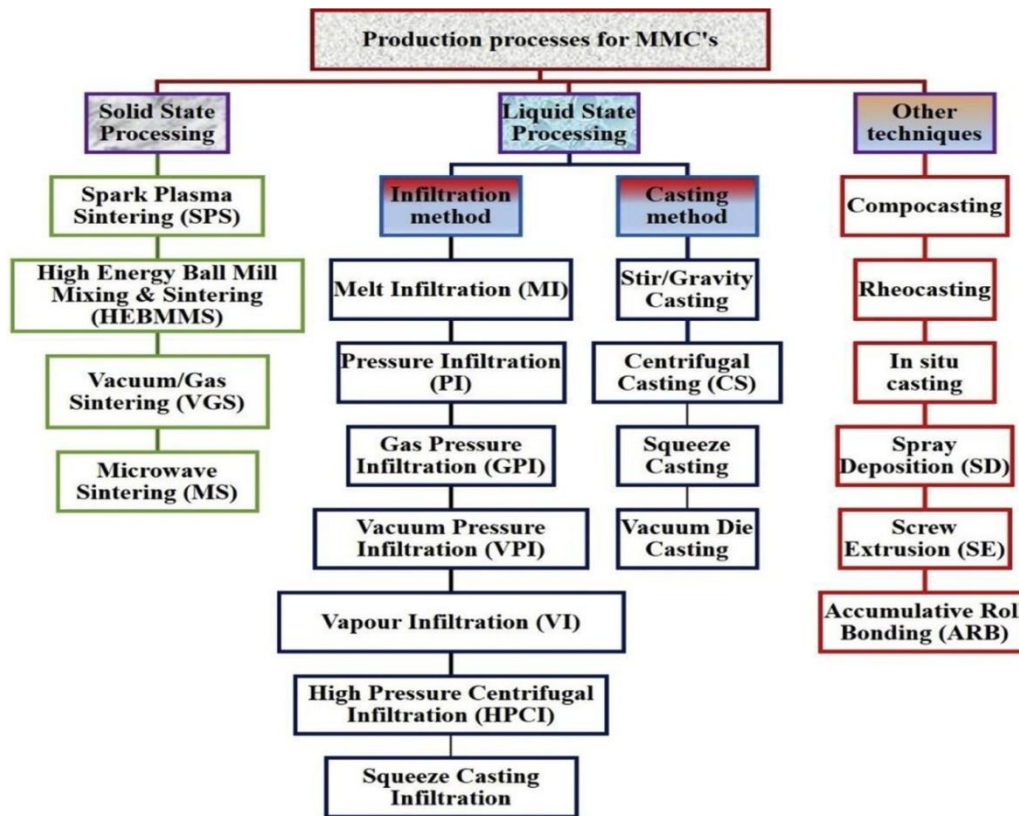 Production processes for MMC's
Solid State
Processing
Liquid State
Processing
Other
techniques
Spark Plasma
Sintering (SPS)
High Energy Ball Mill
Mixing & Sintering
(HEBMMS)
Vacuum/Gas
Sintering (VGS)
Microwave
Sintering (MS)
Infiltration
method
Melt Infiltration (MI)
Pressure Infiltration
(PI)
Gas Pressure
Infiltration (GPI)
Vacuum Pressure
Infiltration (VPI)
Vapour Infiltration (VI)
High Pressure Centrifugal
Infiltration (HPCI)
Squeeze Casting
Infiltration
Casting
method
Stir/Gravity
Casting
Centrifugal
Casting (CS)
Squeeze
Casting
Vacuum Die
Casting
Compocasting
Rheocasting
In situ
casting
Spray
Deposition (SD)
Screw
Extrusion (SE)
Accumulative Roll
Bonding (ARB)